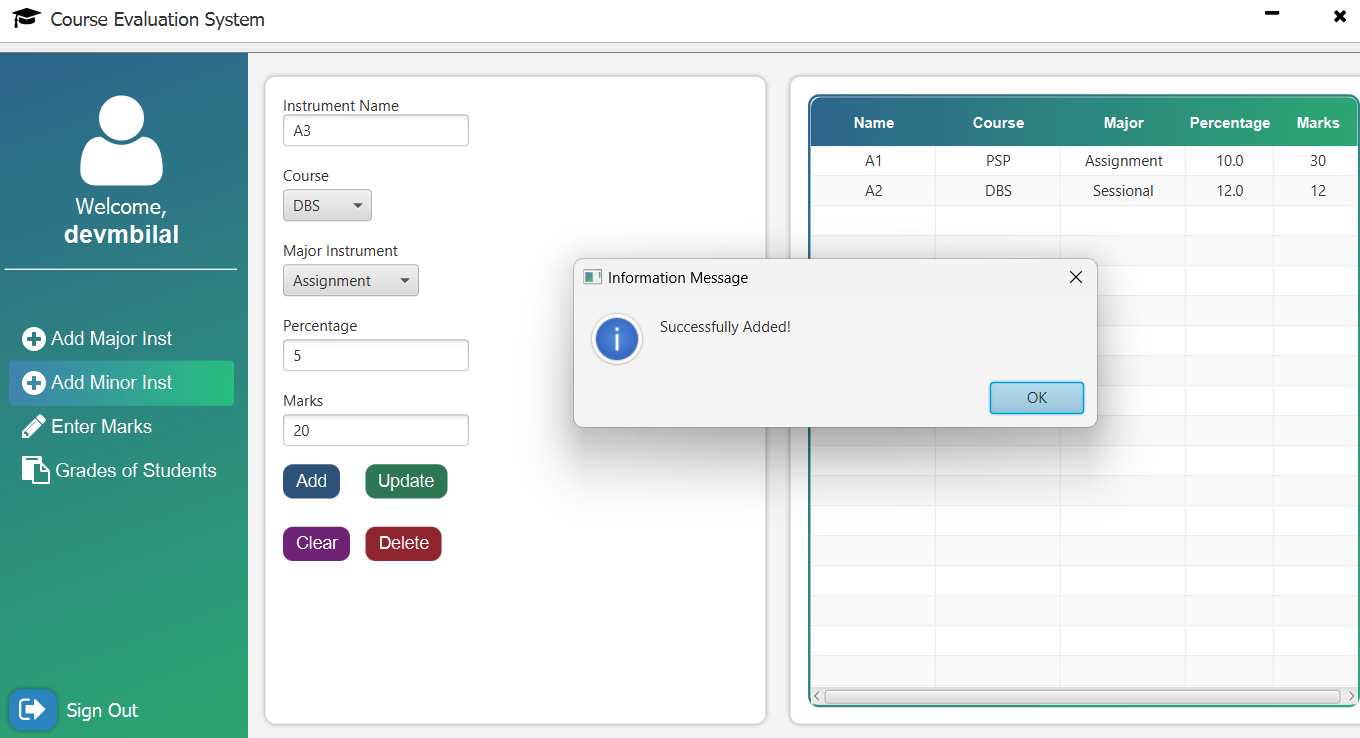 Course Evaluation System
Welcome,
devmbilal
Add Major Inst
Add Minor Inst
Enter Marks
Grades of Students
Sign Out
Instrument Name
A3
Course
DBS
Major Instrument
Assignment
Percentage
5
Marks
20
Add Update
Clear Delete
Name Course Major Percentage Marks
A1 PSP Assignment 10.0 30
A2 DBS Sessional 12.0 12
Information Message
Successfully Added!
OK